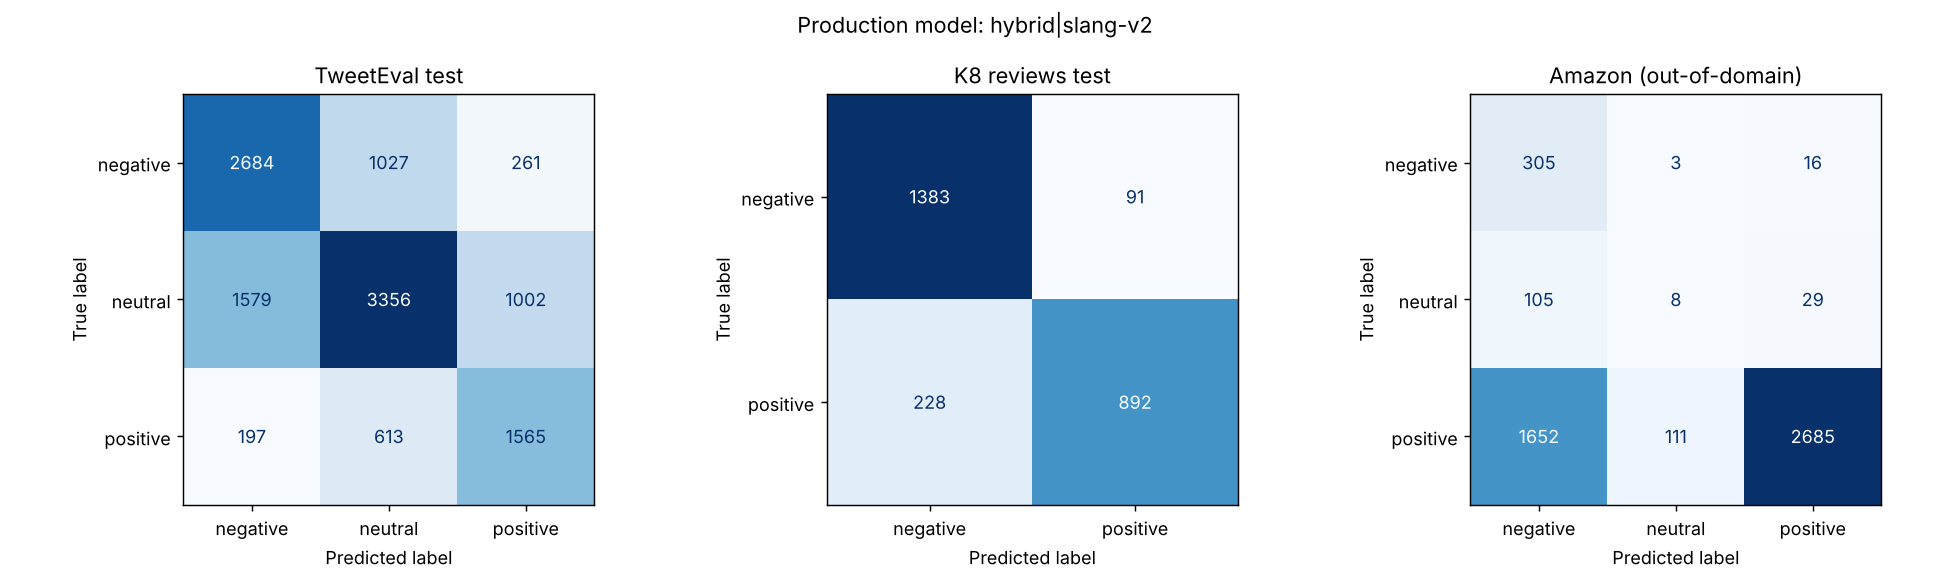 Production model: hybrid|slang-v2
TweetEval test
True label
negative
2684 1027 261
neutral
1579 3356 1002
positive
197 613 1565
negative neutral positive
Predicted label
K8 reviews test
True label
negative
1383 91
positive
228 892
negative positive
Predicted label
Amazon (out-of-domain)
True label
negative
305 3 16
neutral
105 8 29
positive
1652 111 2685
negative neutral positive
Predicted label